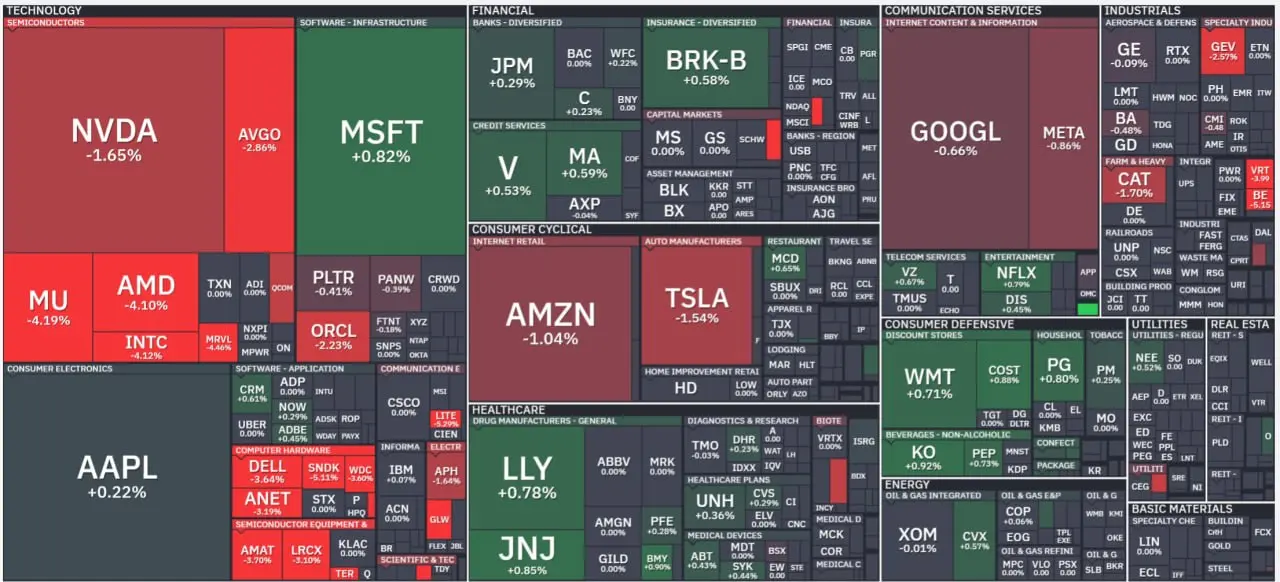 TECHNOLOGY
SEMICONDUCTORS
NVDA
-1.65%
AVGO
-2.86%
MU
-4.19%
AMD
-4.10%
INTC
-4.12%
TXN
0.00%
ADI
0.00%
QCOM
MRVL
-4.46%
NXPI
0.00%
MPWR
ON
SOFTWARE - INFRASTRUCTURE
MSFT
+0.82%
PLTR
-0.41%
PANW
-0.39%
CRWD
0.00%
ORCL
-2.23%
FTNT
-0.18%
XYZ
SNPS
0.00%
NTAP
OKTA
CONSUMER ELECTRONICS
AAPL
+0.22%
SOFTWARE - APPLICATION
CRM
+0.61%
ADP
0.00%
INTU
UBER
0.00%
NOW
+0.29%
ADSK
ROP
ADBE
+0.45%
WDAY
PAYX
COMPUTER HARDWARE
DELL
-3.64%
SNDK
-5.11%
WDC
-3.60%
ANET
-3.19%
STX
0.00%
P
HPQ
SEMICONDUCTOR EQUIPMENT &
AMAT
-3.70%
LRCX
-3.10%
KLAC
0.00%
TER
Q
COMMUNICATION E
CSCO
0.00%
MSI
LITE
-5.29%
CIEN
INFORMA
IBM
+0.07%
ACN
0.00%
BR
ELECTR
APH
-1.64%
GLW
FLEX
JBL
SCIENTIFIC & TEC
TDY
FINANCIAL
BANKS - DIVERSIFIED
JPM
+0.29%
BAC
0.00%
WFC
+0.22%
C
+0.23%
BNY
0.00
CREDIT SERVICES
V
+0.53%
MA
+0.59%
COF
AXP
-0.04%
SYF
INSURANCE - DIVERSIFIED
BRK-B
+0.58%
CAPITAL MARKETS
MS
0.00%
GS
0.00%
SCHW
ASSET MANAGEMENT
BLK
KKR
0.00
STT
AMP
BX
APO
0.00
ARES
FINANCIAL
SPGI
CME
ICE
0.00%
MCO
NDAQ
MSCI
INSURA
CB
0.00
PGR
TRV
ALL
CINF
WRB
L
BANKS - REGION
USB
MET
PNC
0.00%
TFC
CFG
AFL
INSURANCE BRO
AON
AJG
PRU
CONSUMER CYCLICAL
INTERNET RETAIL
AMZN
-1.04%
AUTO MANUFACTURERS
TSLA
-1.54%
F
HOME IMPROVEMENT RETAI
HD
LOW
0.00%
RESTAURANT
MCD
+0.65%
SBUX
0.00%
DRI
TRAVEL SE
BKNG
ABNB
RCL
0.00%
CCL
EXPE
APPAREL R
TJX
0.00%
BBY
IP
LODGING
MAR
HLT
AUTO PART
ORLY
AZO
HEALTHCARE
DRUG MANUFACTURERS - GENERAL
LLY
+0.78%
JNJ
+0.85%
ABBV
0.00%
MRK
0.00%
AMGN
0.00%
PFE
+0.28%
GILD
0.00%
BMY
+0.90%
DIAGNOSTICS & RESEARCH
TMO
-0.03%
DHR
+0.23%
A
0.00
WAT
LH
IDXX
IQV
HEALTHCARE PLANS
UNH
+0.36%
CVS
+0.29%
CI
ELV
0.00%
CNC
MEDICAL DEVICES
ABT
+0.43%
MDT
0.00%
BSX
SYK
+0.44%
EW
0.00
STE
BIOTE
VRTX
0.00%
ISRG
BDX
INCY
MEDICAL D
MCK
COR
MEDICAL C
COMMUNICATION SERVICES
INTERNET CONTENT & INFORMATION
GOOGL
-0.66%
META
-0.86%
TELECOM SERVICES
VZ
+0.67%
T
0.00
TMUS
0.00%
ECHO
ENTERTAINMENT
NFLX
+0.79%
DIS
+0.45%
APP
OMC
CONSUMER DEFENSIVE
DISCOUNT STORES
WMT
+0.71%
COST
+0.88%
TGT
0.00%
DG
DLTR
HOUSEHOL
PG
+0.80%
CL
0.00%
EL
KMB
TOBACC
PM
+0.25%
MO
0.00%
BEVERAGES - NON-ALCOHOLIC
KO
+0.92%
PEP
+0.73%
MNST
KDP
CONFECT
PACKAGE
KR
ENERGY
OIL & GAS INTEGRATED
XOM
-0.01%
CVX
+0.57%
OIL & GAS E&P
COP
+0.06%
EOG
TPL
EXE
OIL & GAS REFINI
MPC
0.00%
VLO
0.00%
PSX
0.00%
OIL & G
WMB
KMI
OKE
OIL & G
SLB
BKR
INDUSTRIALS
AEROSPACE & DEFENS
GE
-0.09%
RTX
0.00%
LMT
0.00%
HWM
NOC
BA
-0.48%
TDG
GD
HONA
SPECIALTY INDU
GEV
-2.57%
ETN
0.00%
PH
0.00%
EMR
ITW
CMI
-0.48
ROK
IR
AME
OTIS
FARM & HEAVY
CAT
-1.70%
DE
0.00%
INTEGR
UPS
PWR
0.00%
FIX
EME
VRT
-3.99
BE
-5.15
RAILROADS
UNP
0.00%
NSC
CSX
WAB
INDUSTRI
FAST
FERG
CTAS
DAL
CPRT
WASTE MA
WM
RSG
URI
BUILDING PROD
JCI
0.00
TT
0.00
CONGLOM
MMM
HON
UTILITIES
UTILITIES - REGU
NEE
+0.52%
SO
0.00
DUK
AEP
D
0.00
ETR
XEL
EXC
ED
FE
WEC
PPL
PEG
ES
LNT
UTILITI
CEG
SRE
NI
REAL ESTA
REIT - S
EQIX
WELL
DLR
CCI
VTR
REIT - I
PLD
O
REIT -
BASIC MATERIALS
SPECIALTY CHE
LIN
0.00%
ECL
IFF
BUILDIN
CRH
GOLD
STEEL
FCX